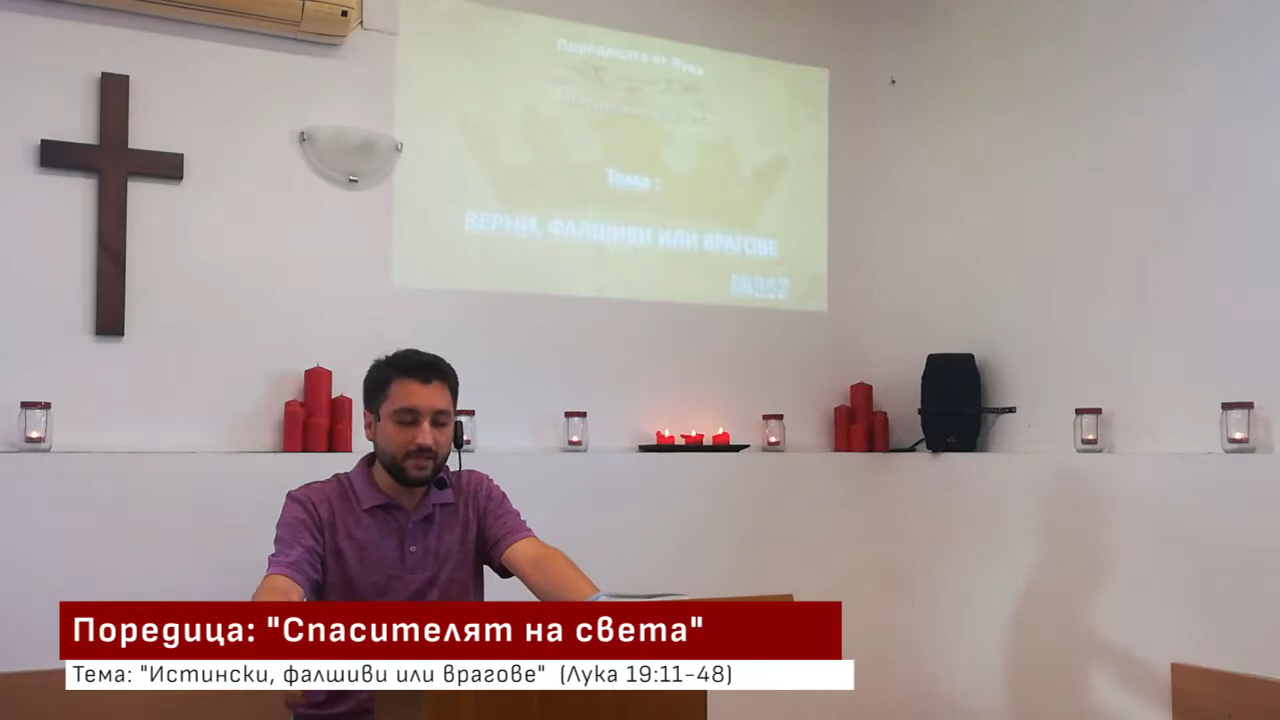 Поредицата от Лука
Тема :
ВЕРНИ, ФАЛШИВИ ИЛИ ВРАГОВЕ
Поредица: "Спасителят на света"
Тема: "Истински, фалшиви или врагове" (Лука 19:11-48)